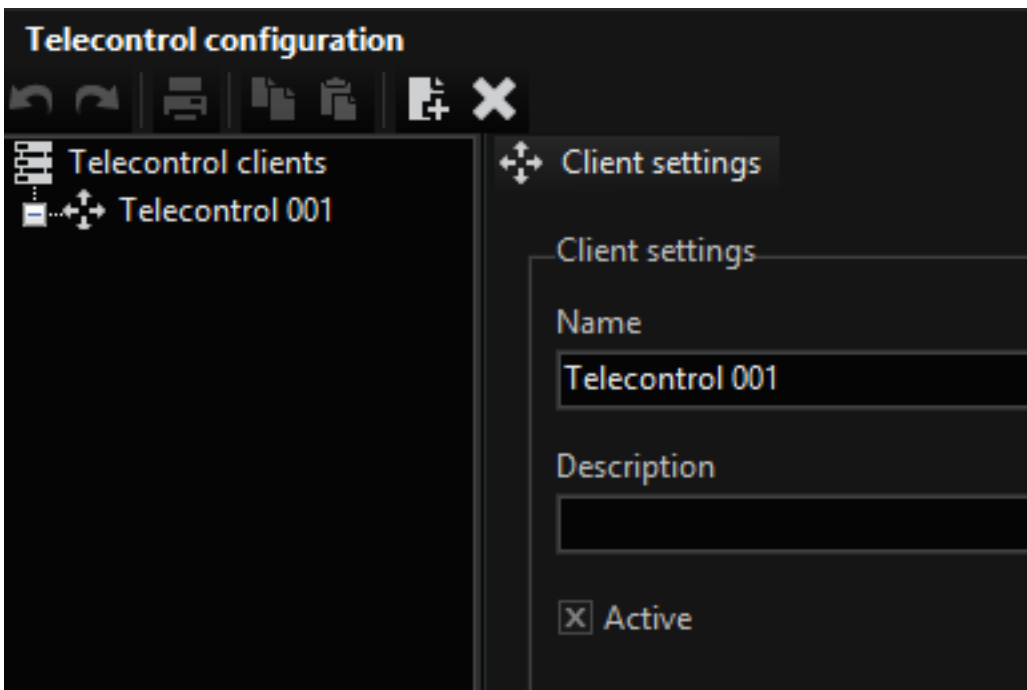 Telecontrol configuration
Telecontrol clients
Telecontrol 001
Client settings
Client settings
Name
Telecontrol 001
Description
Active